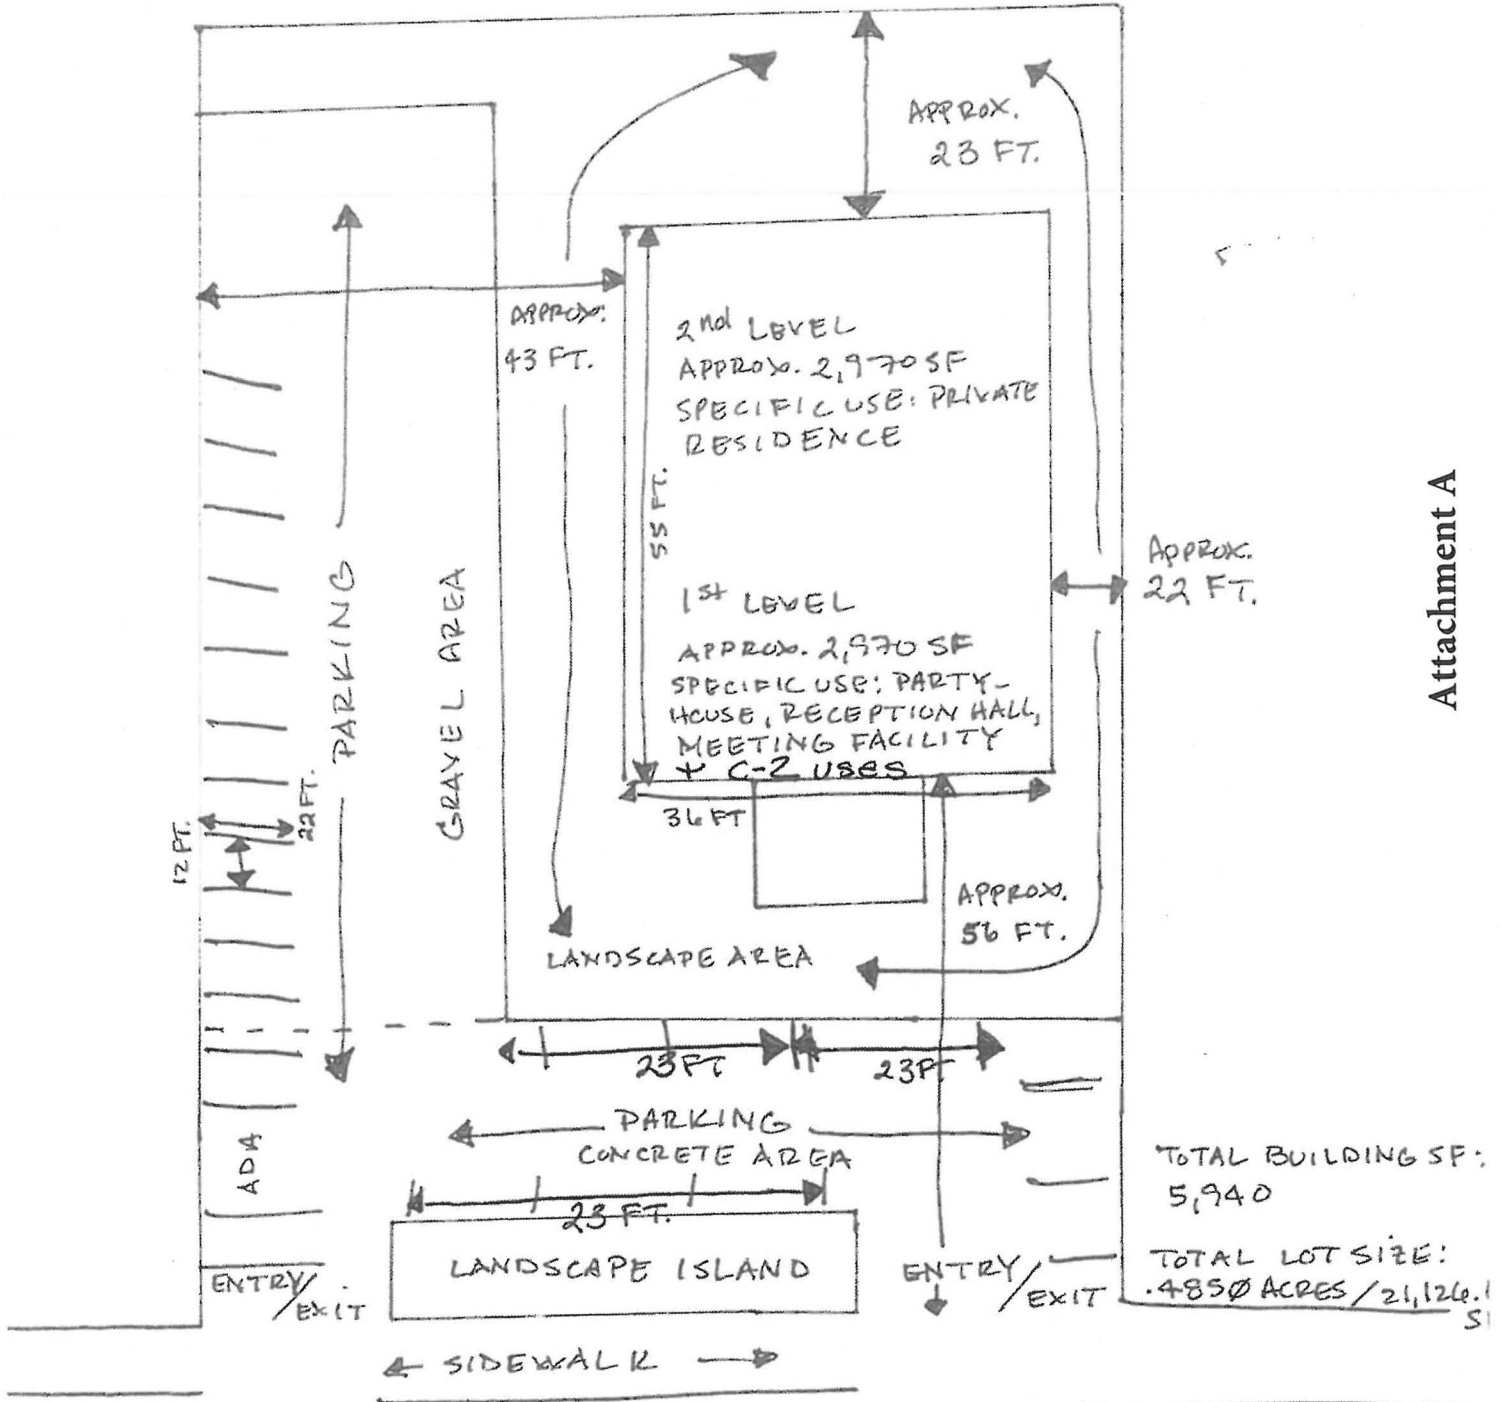 APPROX.
23 FT.
APPROX.
43 FT.
2nd LEVEL
APPROX. 2,970 SF
SPECIFIC USE: PRIVATE
RESIDENCE
55 FT.
1st LEVEL
APPROX. 2,970 SF
SPECIFIC USE: PARTY-
HOUSE, RECEPTION HALL,
MEETING FACILITY
+ C-2 USES
36 FT
APPROX.
22 FT.
Attachment A
PARKING
GRAVEL AREA
22 FT.
12 FT.
APPROX.
56 FT.
LANDSCAPE AREA
23 FT
23 FT
PARKING
CONCRETE AREA
ADA
23 FT.
LANDSCAPE ISLAND
ENTRY/
EXIT
ENTRY/
EXIT
SIDEWALK
TOTAL BUILDING SF:
5,940
TOTAL LOT SIZE:
.4850 ACRES/21,126.